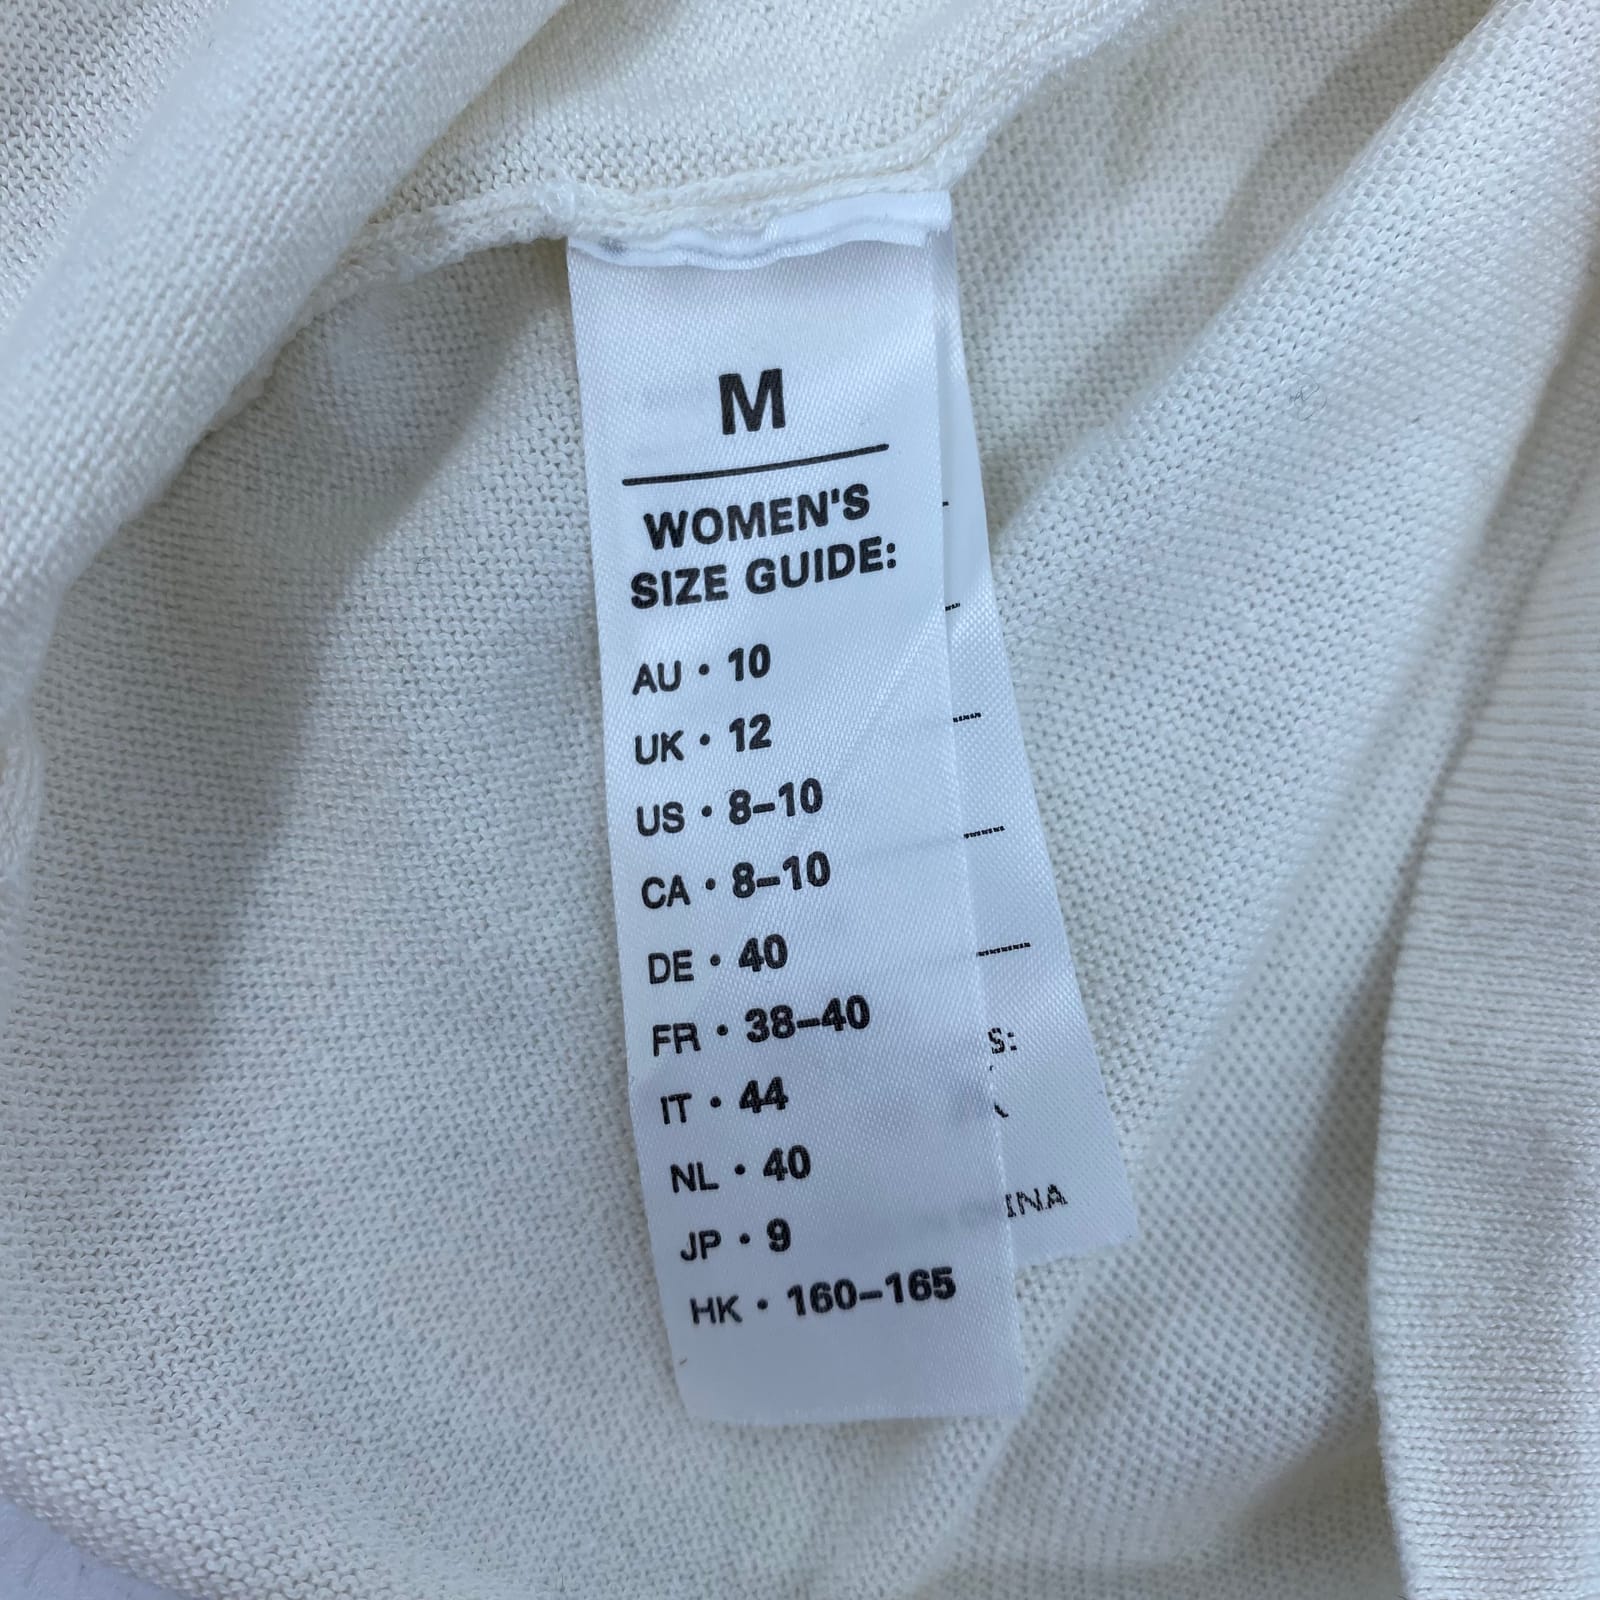 M
WOMEN'S
SIZE GUIDE:
AU • 10
UK • 12
US • 8–10
CA • 8–10
DE • 40
FR • 38–40
IT • 44
NL • 40
JP • 9
HK • 160–165
S:
INA